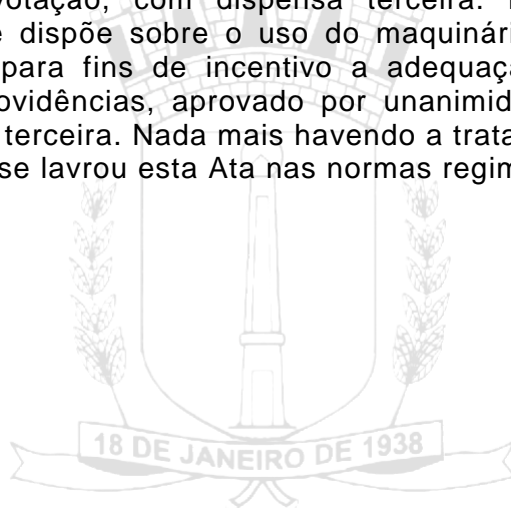 votação, com dispensa terceira.
dispõe sobre o uso do maquinári
para fins de incentivo a adequaç
ovidências, aprovado por unanimid
terceira. Nada mais havendo a trata
se lavrou esta Ata nas normas regim
18 DE JANEIRO DE 1938